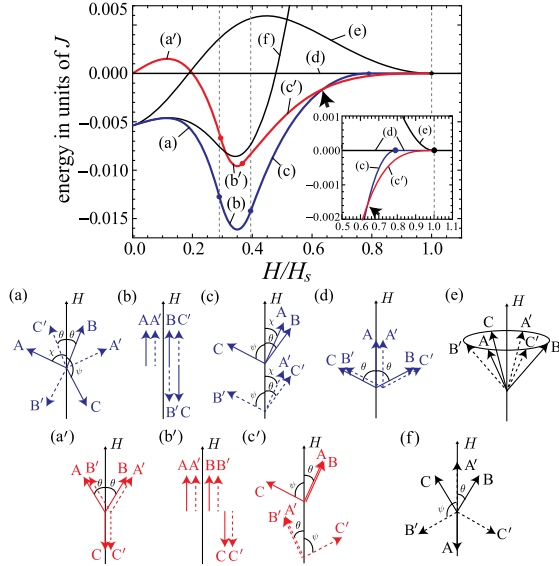 energy in units of J
0.005
0.000
−0.005
−0.010
−0.015
(a′)
(f)
(e)
(d)
(c′)
(a)
(b′)
(b)
(c)
0.001
0.000
−0.001
−0.002
(d)
(e)
(c)
(c′)
0.5 0.6 0.7 0.8 0.9 1.0 1.1
0.0 0.2 0.4 0.6 0.8 1.0
H/Hs
(a) H C′ θ θ B A χ ψ A′ B′ C
(b) H A A′ B C′ B′ C
(c) H χ A θ B C ψ χ A′ θ C′ B′ ψ
(d) H A A′ θ θ C B′ B C′
(e) H C A′ B′ A C′ B
(a′) H A B′ θ θ B A′ C C′
(b′) H A A′ B B′ C C′
(c′) H A θ B ψ C A′ θ B′ ψ C′
(f) H A′ C θ B ψ B′ C′ A